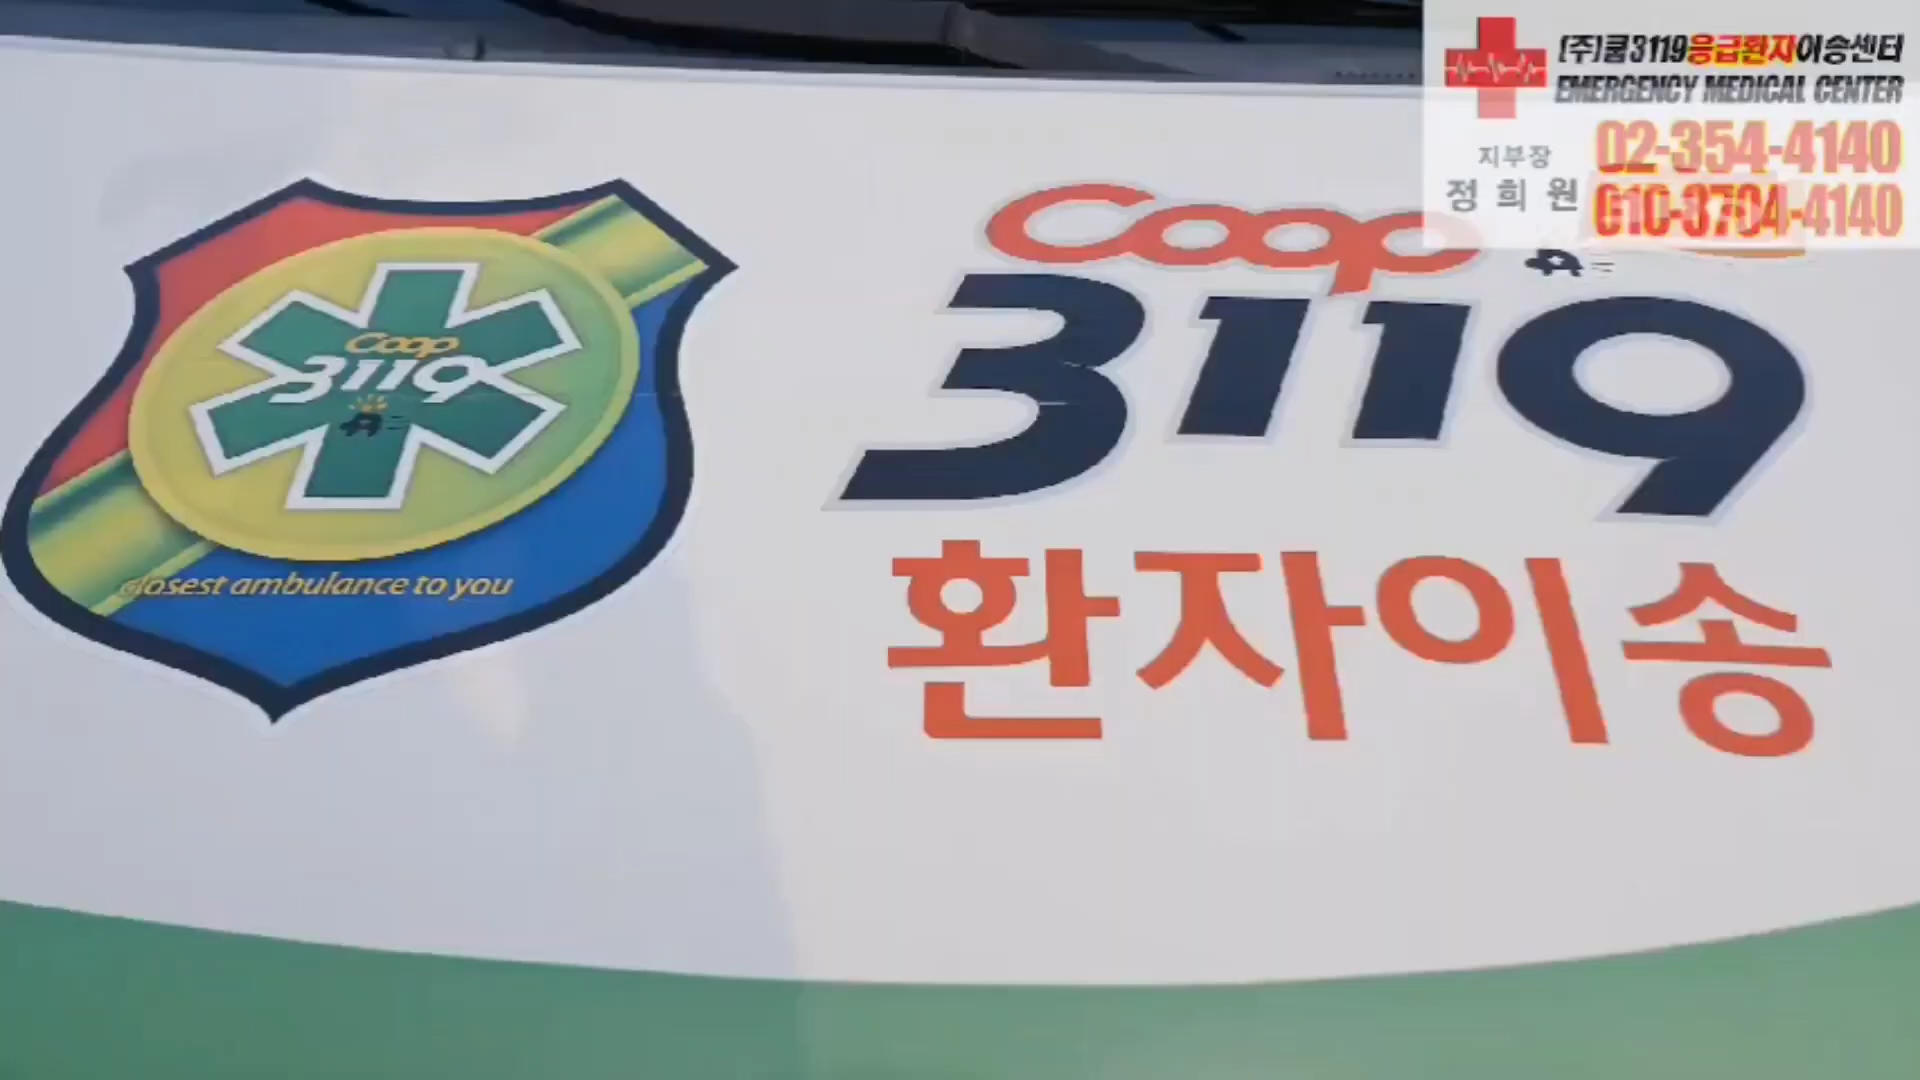 [주]쿱3119응급환자이송센터
EMERGENCY MEDICAL CENTER
지부장
정희원
02-354-4140
010-3704-4140
Coop
3119
환자이송
Coop
3119
closest ambulance to you